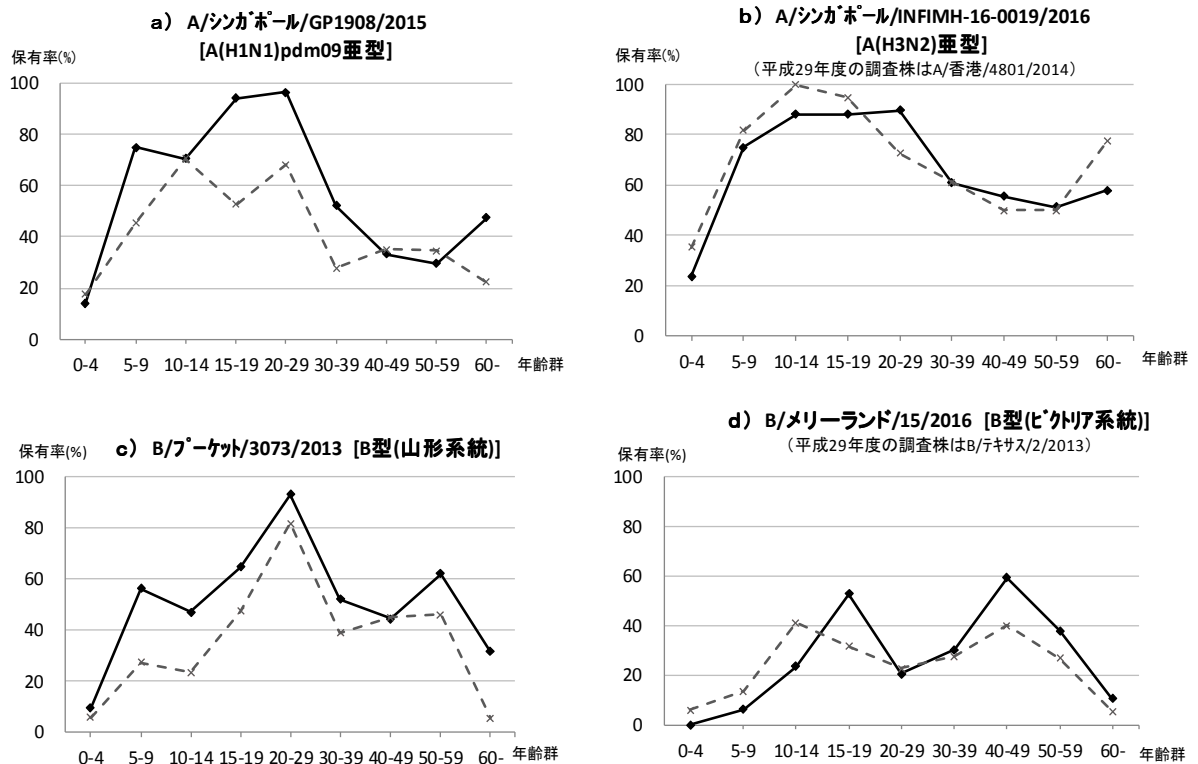 a) A/ｼﾝｶﾞﾎﾟｰﾙ/GP1908/2015
[A(H1N1)pdm09亜型]
保有率(%)
100
80
60
40
20
0
0-4 5-9 10-14 15-19 20-29 30-39 40-49 50-59 60- 年齢群
b) A/ｼﾝｶﾞﾎﾟｰﾙ/INFIMH-16-0019/2016
[A(H3N2)亜型]
保有率(%)
(平成29年度の調査株はA/香港/4801/2014)
100
80
60
40
20
0
0-4 5-9 10-14 15-19 20-29 30-39 40-49 50-59 60- 年齢群
保有率(%) c) B/ﾌﾟｰｹｯﾄ/3073/2013 [B型(山形系統)]
100
80
60
40
20
0
0-4 5-9 10-14 15-19 20-29 30-39 40-49 50-59 60- 年齢群
d) B/メリーランド/15/2016 [B型(ﾋﾞｸﾄﾘｱ系統)]
保有率(%)
(平成29年度の調査株はB/ﾃｷｻｽ/2/2013)
100
80
60
40
20
0
0-4 5-9 10-14 15-19 20-29 30-39 40-49 50-59 60- 年齢群